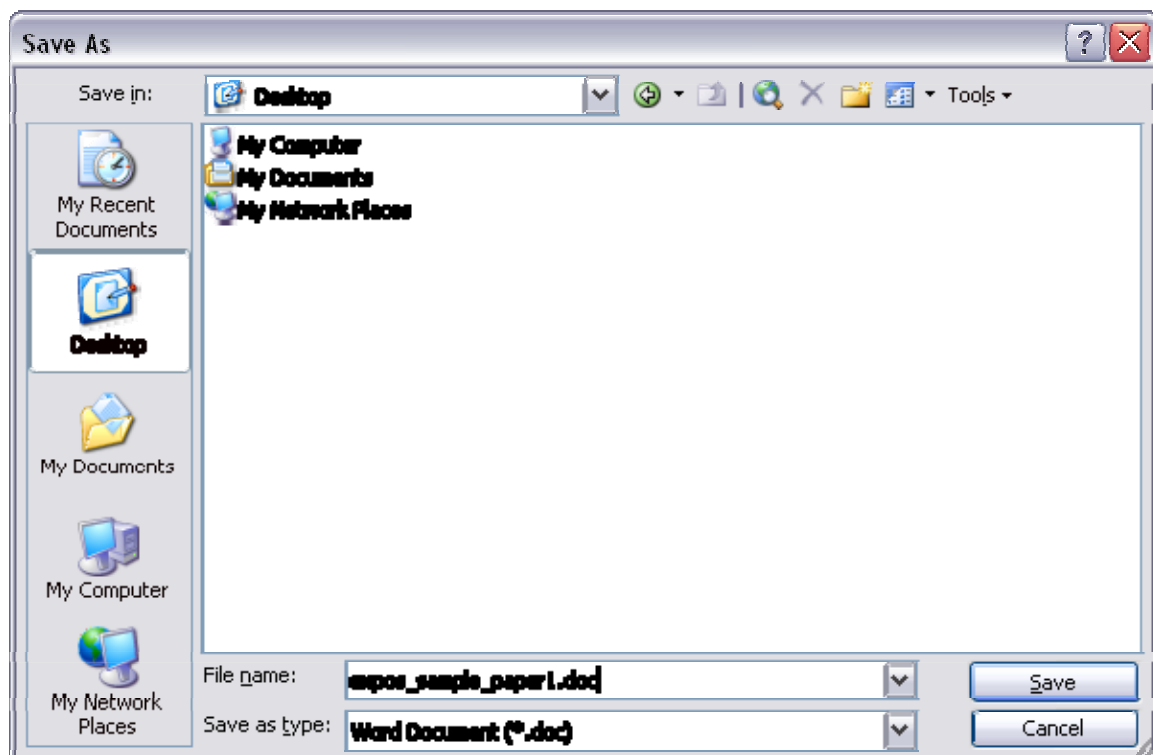 Save As
Save in:
Desktop
Tools
My Computer
My Documents
My Network Places
My Recent
Documents
Desktop
My Documents
My Computer
My Network
Places
File name:
expos_sample_paper1.doc
Save
Save as type:
Word Document (*.doc)
Cancel